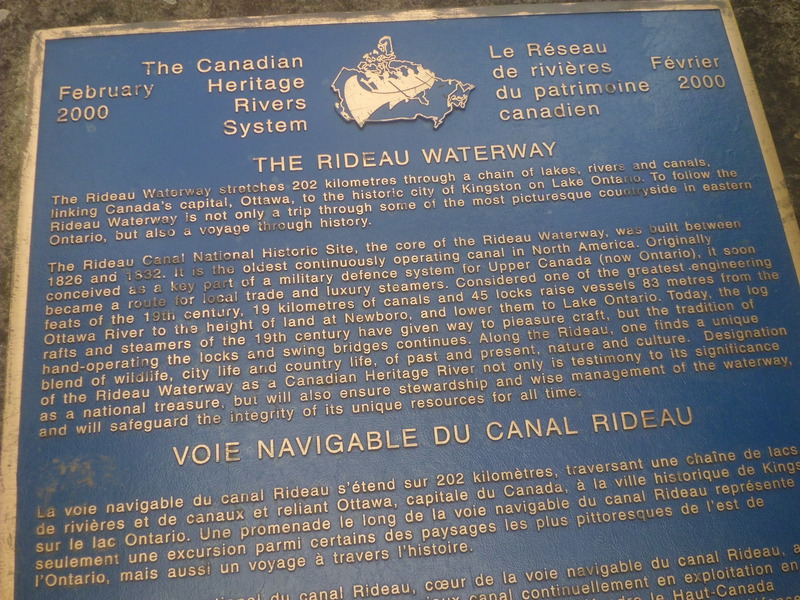 The Canadian
Heritage
Rivers
System
February
2000
Le Réseau
de rivières
du patrimoine
canadien
Février
2000
THE RIDEAU WATERWAY
The Rideau Waterway stretches 202 kilometres through a chain of lakes, rivers and canals,
linking Canada's capital, Ottawa, to the historic city of Kingston on Lake Ontario. To follow the
Rideau Waterway is not only a trip through some of the most picturesque countryside in eastern
Ontario, but also a voyage through history.
The Rideau Canal National Historic Site, the core of the Rideau Waterway, was built between
1826 and 1832. It is the oldest continuously operating canal in North America. Originally
conceived as a key part of a military defence system for Upper Canada (now Ontario), it soon
became a route for local trade and luxury steamers. Considered one of the greatest engineering
feats of the 19th century, 19 kilometres of canals and 45 locks raise vessels 83 metres from the
Ottawa River to the height of land at Newboro, and lower them to Lake Ontario. Today, the log
rafts and steamers of the 19th century have given way to pleasure craft, but the tradition of
hand-operating the locks and swing bridges continues. Along the Rideau, one finds a unique
blend of wildlife, city life and country life, of past and present, nature and culture. Designation
of the Rideau Waterway as a Canadian Heritage River not only is testimony to its significance
as a national treasure, but will also ensure stewardship and wise management of the waterway,
and will safeguard the integrity of its unique resources for all time.
VOIE NAVIGABLE DU CANAL RIDEAU
La voie navigable du canal Rideau s'étend sur 202 kilomètres, traversant une chaîne de lacs,
de rivières et de canaux et reliant Ottawa, capitale du Canada, à la ville historique de Kings
sur le lac Ontario. Une promenade le long de la voie navigable du canal Rideau représente
seulement une excursion parmi certains des paysages les plus pittoresques de l'est de
l'Ontario, mais aussi un voyage à travers l'histoire.
du canal Rideau, cœur de la voie navigable du canal Rideau, a
canal continuellement en exploitation en
le Haut-Canada